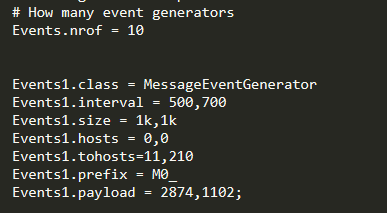 # How many event generators
Events.nrof = 10
Events1.class = MessageEventGenerator
Events1.interval = 500,700
Events1.size = 1k,1k
Events1.hosts = 0,0
Events1.tohosts=11,210
Events1.prefix = M0_
Events1.payload = 2874,1102;